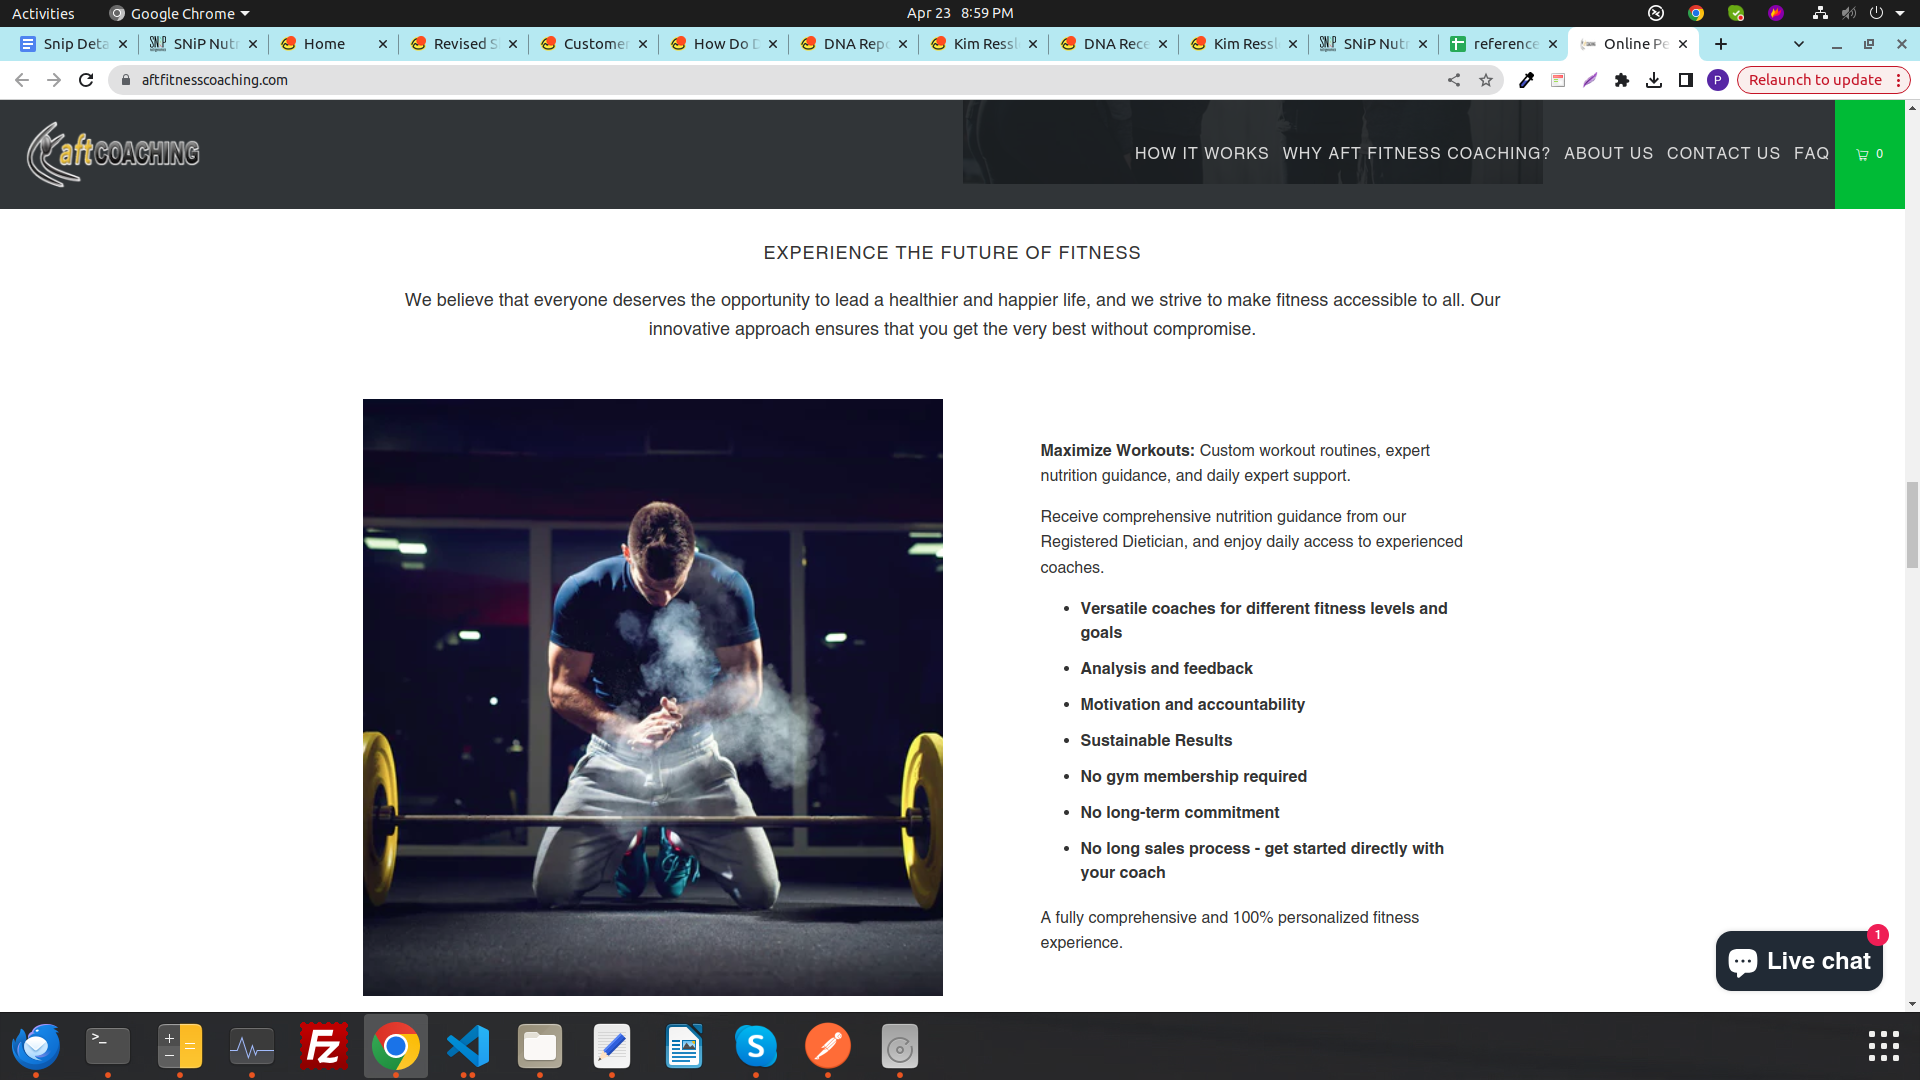 Activities Google Chrome Apr 23 8:59 PM
Snip Deta SNiP Nutr Home Revised S Customer How Do D DNA Repo Kim Ressl DNA Rece Kim Ressl SNiP Nutr reference Online Pe
aftfitnesscoaching.com P Relaunch to update
aftCOACHING HOW IT WORKS WHY AFT FITNESS COACHING? ABOUT US CONTACT US FAQ 0
EXPERIENCE THE FUTURE OF FITNESS
We believe that everyone deserves the opportunity to lead a healthier and happier life, and we strive to make fitness accessible to all. Our
innovative approach ensures that you get the very best without compromise.
Maximize Workouts: Custom workout routines, expert
nutrition guidance, and daily expert support.
Receive comprehensive nutrition guidance from our
Registered Dietician, and enjoy daily access to experienced
coaches.
• Versatile coaches for different fitness levels and
goals
• Analysis and feedback
• Motivation and accountability
• Sustainable Results
• No gym membership required
• No long-term commitment
• No long sales process - get started directly with
your coach
A fully comprehensive and 100% personalized fitness
experience.
1
Live chat